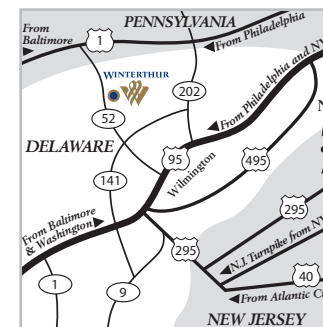 PENNSYLVANIA
From
Baltimore
1
From Philadelphia
WINTERTHUR
202
52
From Philadelphia and NY
DELAWARE
95
495
Wilmington
141
From Baltimore
& Washington
295
295
N.J. Turnpike from NY
40
1
9
From Atlantic Ci
NEW JERSEY